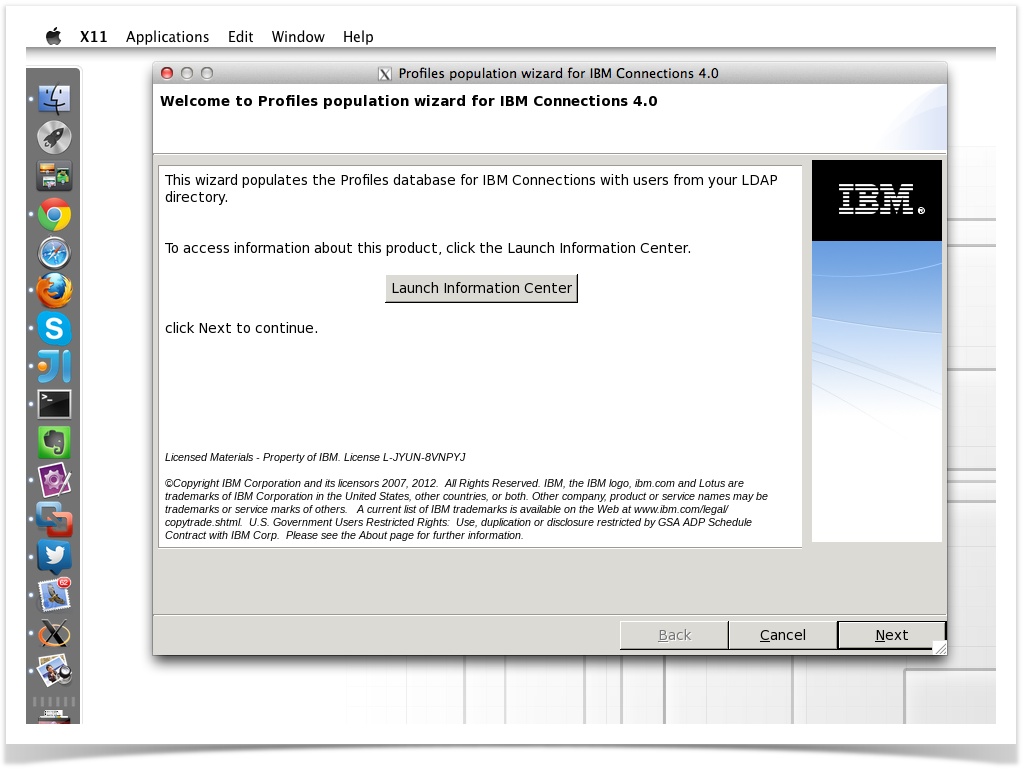 X11 Applications Edit Window Help
Profiles population wizard for IBM Connections 4.0
Welcome to Profiles population wizard for IBM Connections 4.0
This wizard populates the Profiles database for IBM Connections with users from your LDAP
directory.
IBM®
To access information about this product, click the Launch Information Center.
Launch Information Center
click Next to continue.
Licensed Materials - Property of IBM. License L-JYUN-8VNPYJ
©Copyright IBM Corporation and its licensors 2007, 2012. All Rights Reserved. IBM, the IBM logo, ibm.com and Lotus are
trademarks of IBM Corporation in the United States, other countries, or both. Other company, product or service names may be
trademarks or service marks of others. A current list of IBM trademarks is available on the Web at www.ibm.com/legal/
copytrade.shtml. U.S. Government Users Restricted Rights: Use, duplication or disclosure restricted by GSA ADP Schedule
Contract with IBM Corp. Please see the About page for further information.
Back Cancel Next